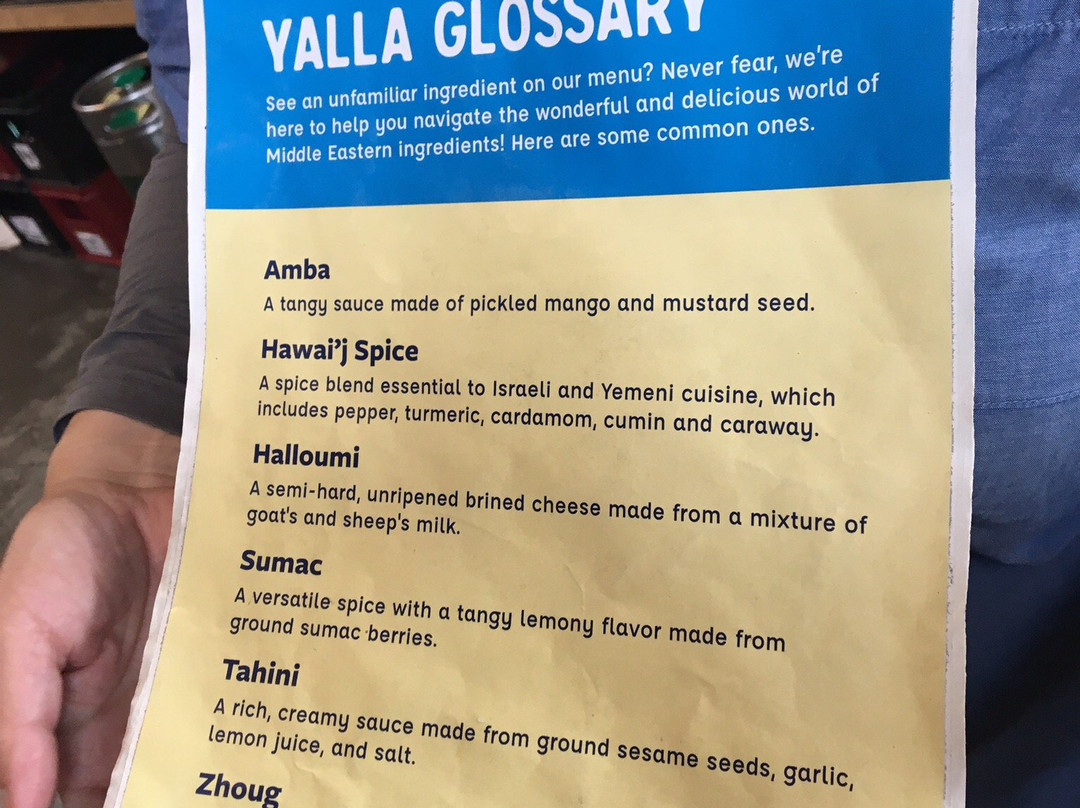 YALLA GLOSSARY
See an unfamiliar ingredient on our menu? Never fear, we're
here to help you navigate the wonderful and delicious world of
Middle Eastern ingredients! Here are some common ones.
Amba
A tangy sauce made of pickled mango and mustard seed.
Hawai'j Spice
A spice blend essential to Israeli and Yemeni cuisine, which
includes pepper, turmeric, cardamom, cumin and caraway.
Halloumi
A semi-hard, unripened brined cheese made from a mixture of
goat's and sheep's milk.
Sumac
A versatile spice with a tangy lemony flavor made from
ground sumac berries.
Tahini
A rich, creamy sauce made from ground sesame seeds, garlic,
lemon juice, and salt.
Zhoug